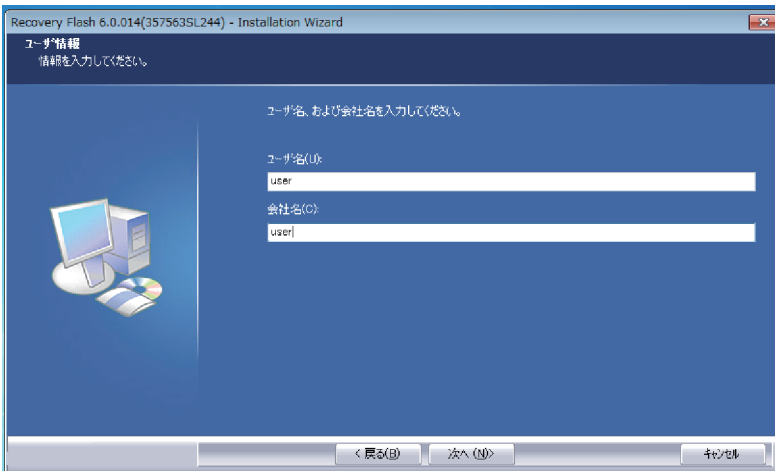 Recovery Flash 6.0.014(357563SL244) - Installation Wizard
ユーザ情報
情報を入力してください。
ユーザ名、および会社名を入力してください。
ユーザ名(U):
user
会社名(C):
user
< 戻る(B)
次へ (N)>
キャンセル